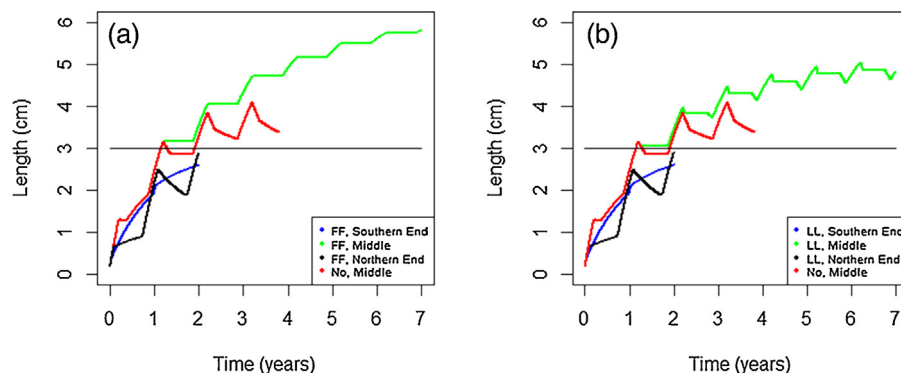 (a)
Length (cm)
6
5
4
3
2
1
0
FF, Southern End
FF, Middle
FF, Northern End
No, Middle
0 1 2 3 4 5 6 7
Time (years)
(b)
Length (cm)
6
5
4
3
2
1
0
LL, Southern End
LL, Middle
LL, Northern End
No, Middle
0 1 2 3 4 5 6 7
Time (years)